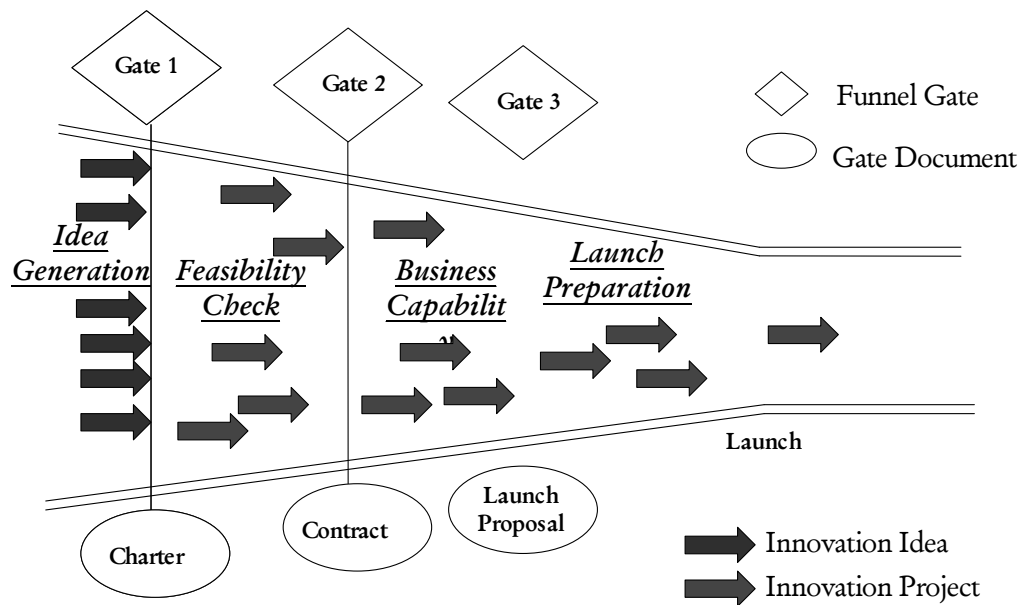 Gate 1
Gate 2
Gate 3
Funnel Gate
Gate Document
Idea
Generation
Feasibility
Check
Business
Capabilit
y
Launch
Preparation
Launch
Charter
Contract
Launch
Proposal
Innovation Idea
Innovation Project